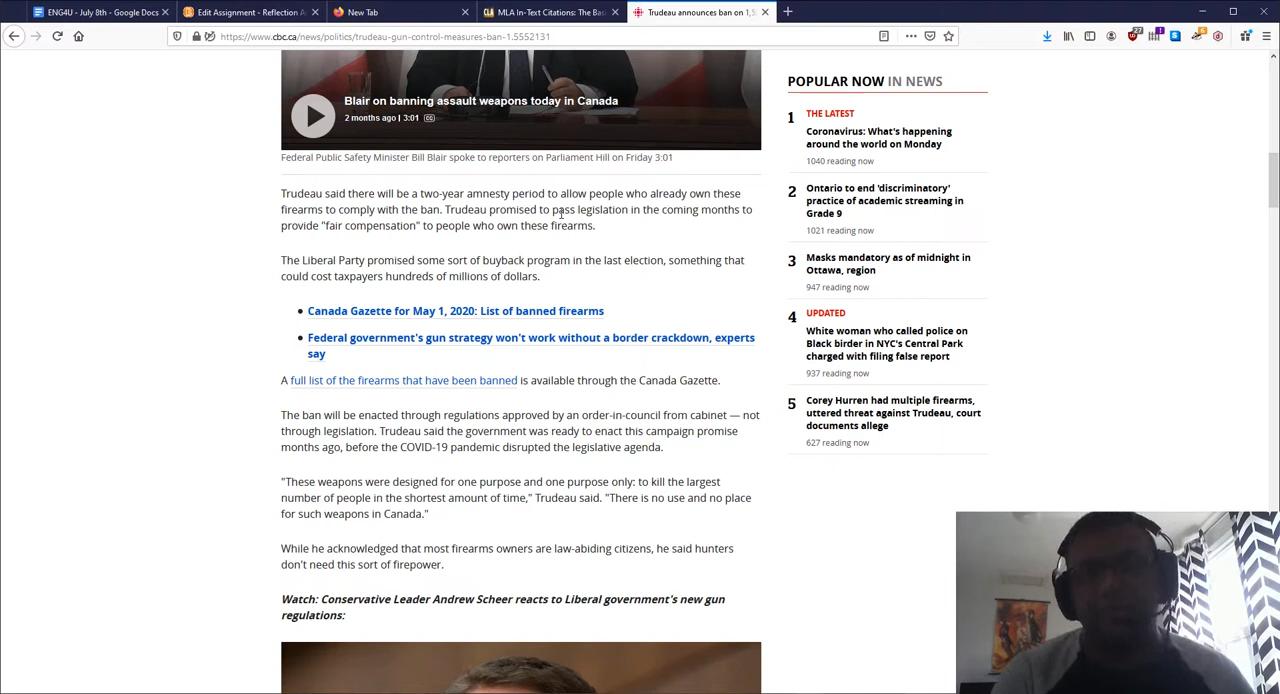 ENG4U - July 8th - Google Docs
Edit Assignment - Reflection A
New Tab
MLA In-Text Citations: The Bas
Trudeau announces ban on 1,5
https://www.cbc.ca/news/politics/trudeau-gun-control-measures-ban-1.5552131
Blair on banning assault weapons today in Canada
2 months ago | 3:01 CC
Federal Public Safety Minister Bill Blair spoke to reporters on Parliament Hill on Friday 3:01
Trudeau said there will be a two-year amnesty period to allow people who already own these
firearms to comply with the ban. Trudeau promised to pass legislation in the coming months to
provide "fair compensation" to people who own these firearms.
The Liberal Party promised some sort of buyback program in the last election, something that
could cost taxpayers hundreds of millions of dollars.
• Canada Gazette for May 1, 2020: List of banned firearms
• Federal government's gun strategy won't work without a border crackdown, experts
say
A full list of the firearms that have been banned is available through the Canada Gazette.
The ban will be enacted through regulations approved by an order-in-council from cabinet — not
through legislation. Trudeau said the government was ready to enact this campaign promise
months ago, before the COVID-19 pandemic disrupted the legislative agenda.
"These weapons were designed for one purpose and one purpose only: to kill the largest
number of people in the shortest amount of time," Trudeau said. "There is no use and no place
for such weapons in Canada."
While he acknowledged that most firearms owners are law-abiding citizens, he said hunters
don't need this sort of firepower.
Watch: Conservative Leader Andrew Scheer reacts to Liberal government's new gun
regulations:
POPULAR NOW IN NEWS
1 THE LATEST
Coronavirus: What's happening
around the world on Monday
1040 reading now
2 Ontario to end 'discriminatory'
practice of academic streaming in
Grade 9
1021 reading now
3 Masks mandatory as of midnight in
Ottawa, region
947 reading now
4 UPDATED
White woman who called police on
Black birder in NYC's Central Park
charged with filing false report
937 reading now
5 Corey Hurren had multiple firearms,
uttered threat against Trudeau, court
documents allege
627 reading now